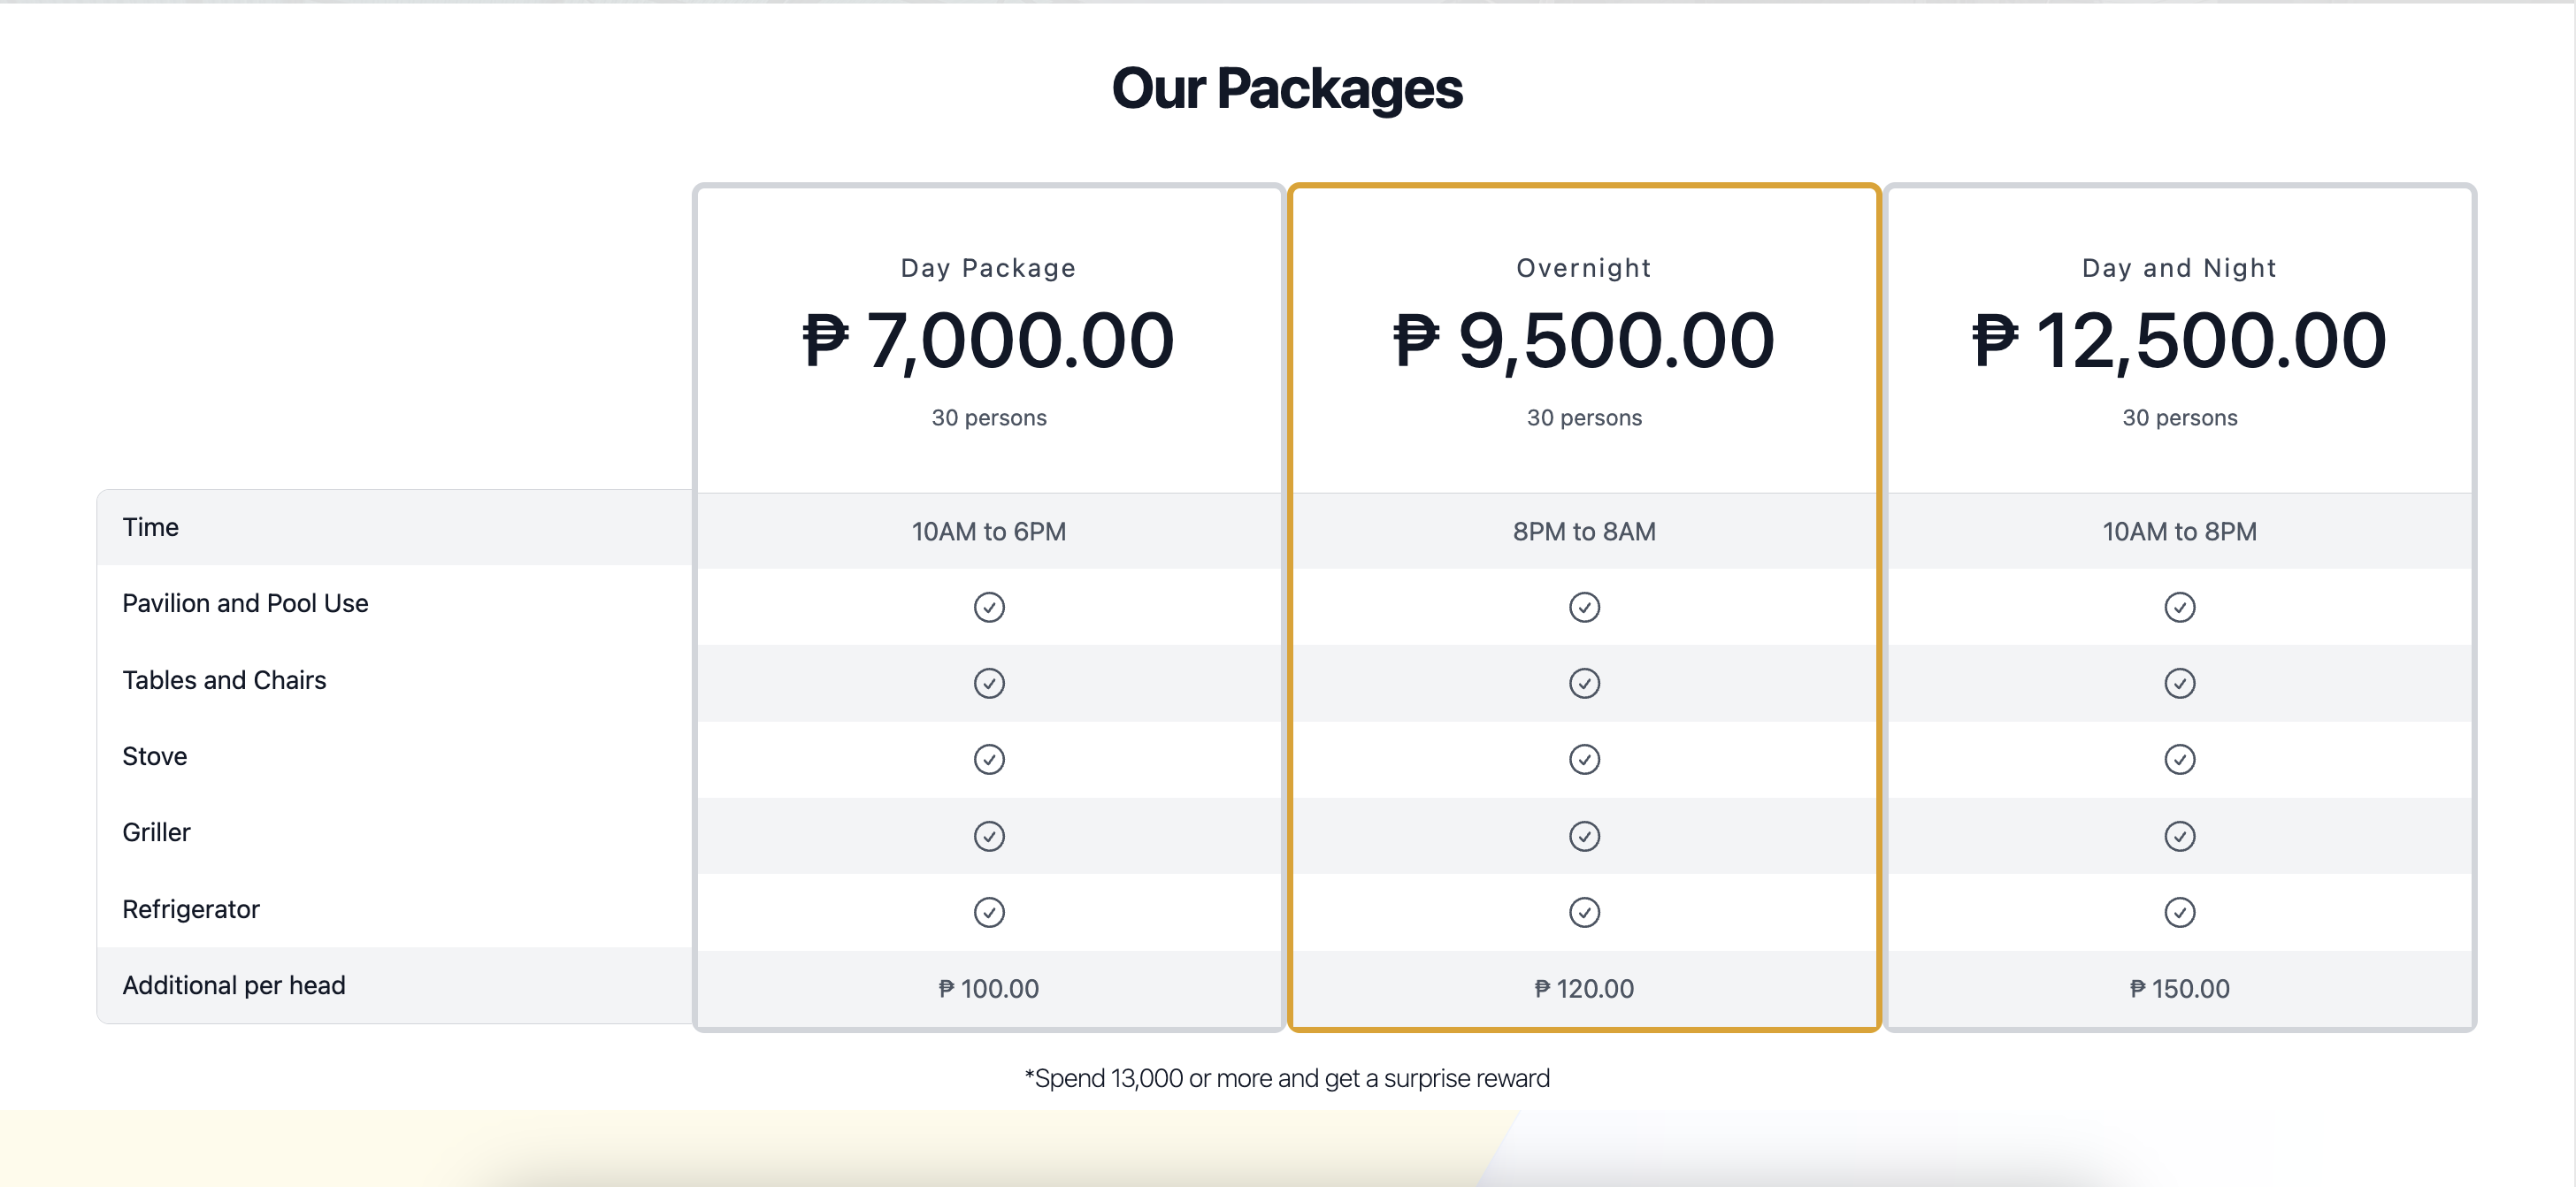 Our Packages
Day Package
₱ 7,000.00
30 persons
Overnight
₱ 9,500.00
30 persons
Day and Night
₱ 12,500.00
30 persons
Time
10AM to 6PM
8PM to 8AM
10AM to 8PM
Pavilion and Pool Use
Tables and Chairs
Stove
Griller
Refrigerator
Additional per head
₱ 100.00
₱ 120.00
₱ 150.00
*Spend 13,000 or more and get a surprise reward